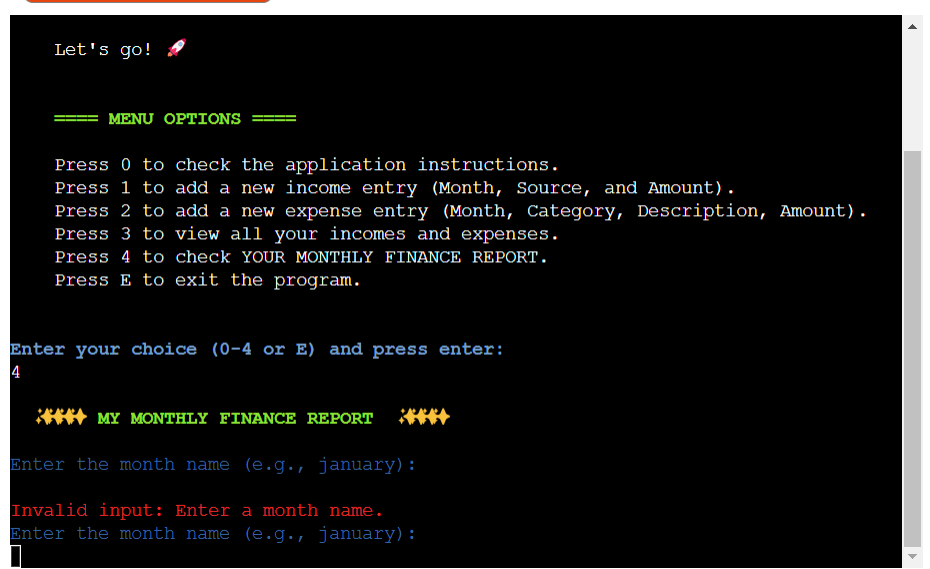 Let's go! 🚀
==== MENU OPTIONS ====
Press 0 to check the application instructions.
Press 1 to add a new income entry (Month, Source, and Amount).
Press 2 to add a new expense entry (Month, Category, Description, Amount).
Press 3 to view all your incomes and expenses.
Press 4 to check YOUR MONTHLY FINANCE REPORT.
Press E to exit the program.
Enter your choice (0-4 or E) and press enter:
4
MY MONTHLY FINANCE REPORT
Enter the month name (e.g., january):
Invalid input: Enter a month name.
Enter the month name (e.g., january):